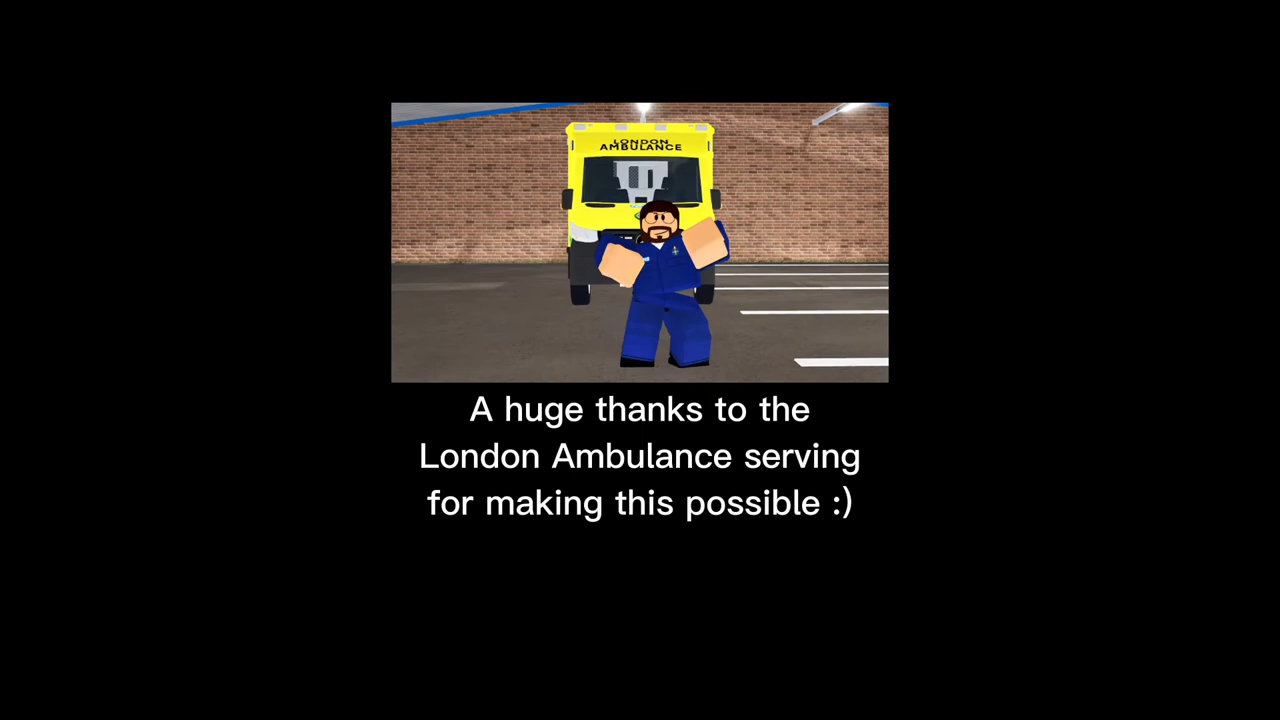 LONDON
AMBULANCE
A huge thanks to the
London Ambulance serving
for making this possible :)